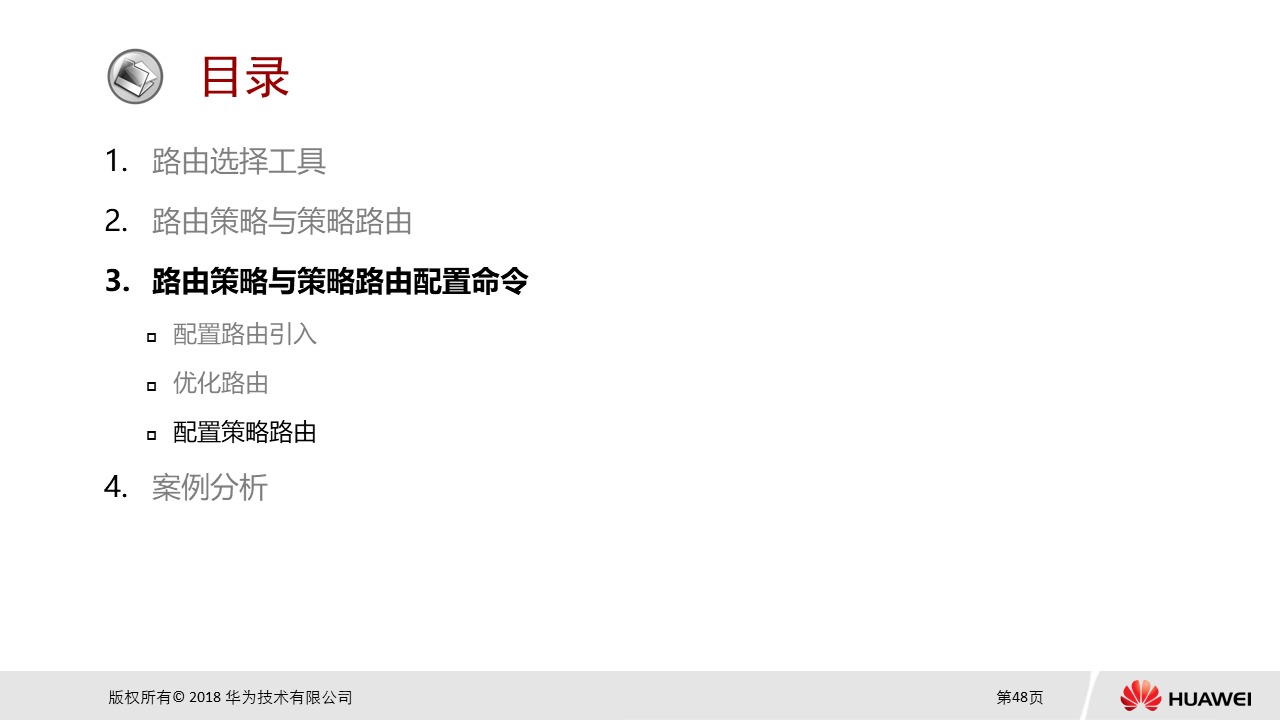 目录
1. 路由选择工具
2. 路由策略与策略路由
3. 路由策略与策略路由配置命令
配置路由引入
优化路由
配置策略路由
4. 案例分析
版权所有© 2018 华为技术有限公司
第48页
HUAWEI